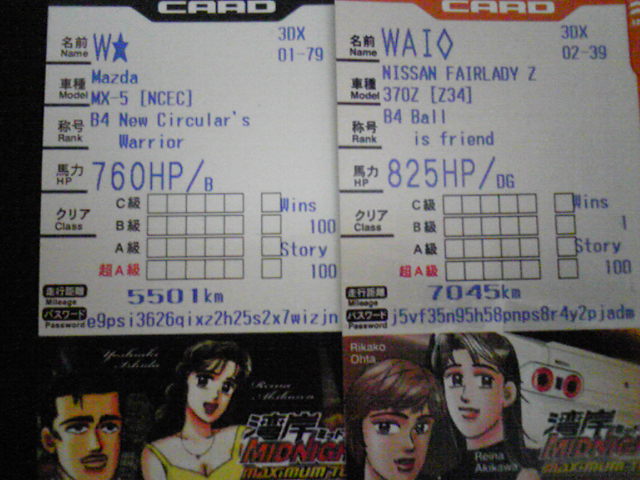 CARD
名前
Name
W★
3DX
01-79
車種
Model
Mazda
MX-5 [NCEC]
称号
Rank
B4 New Circular's
Warrior
馬力
HP
760HP/B
クリア
Class
C級
B級
A級
超A級
Wins
100
Story
100
走行距離
Mileage
5501km
パスワード
Password
e9psi3626qixz2h25s2x7wizjn
Yoshiaki
Ishida
Reina
Akikawa
湾岸
MIDNIGHT
MAXIMUM T
CARD
名前
Name
WAI◇
3DX
02-39
車種
Model
NISSAN FAIRLADY Z
370Z [Z34]
称号
Rank
B4 Ball
is friend
馬力
HP
825HP/DG
クリア
Class
C級
B級
A級
超A級
Wins
1
Story
100
走行距離
Mileage
7045km
パスワード
Password
j5vf35n95h58pnps8r4y2pjadm
Rikako
Ohta
Reina
Akikawa
湾岸
MIDNIGH
MAXIMUM T